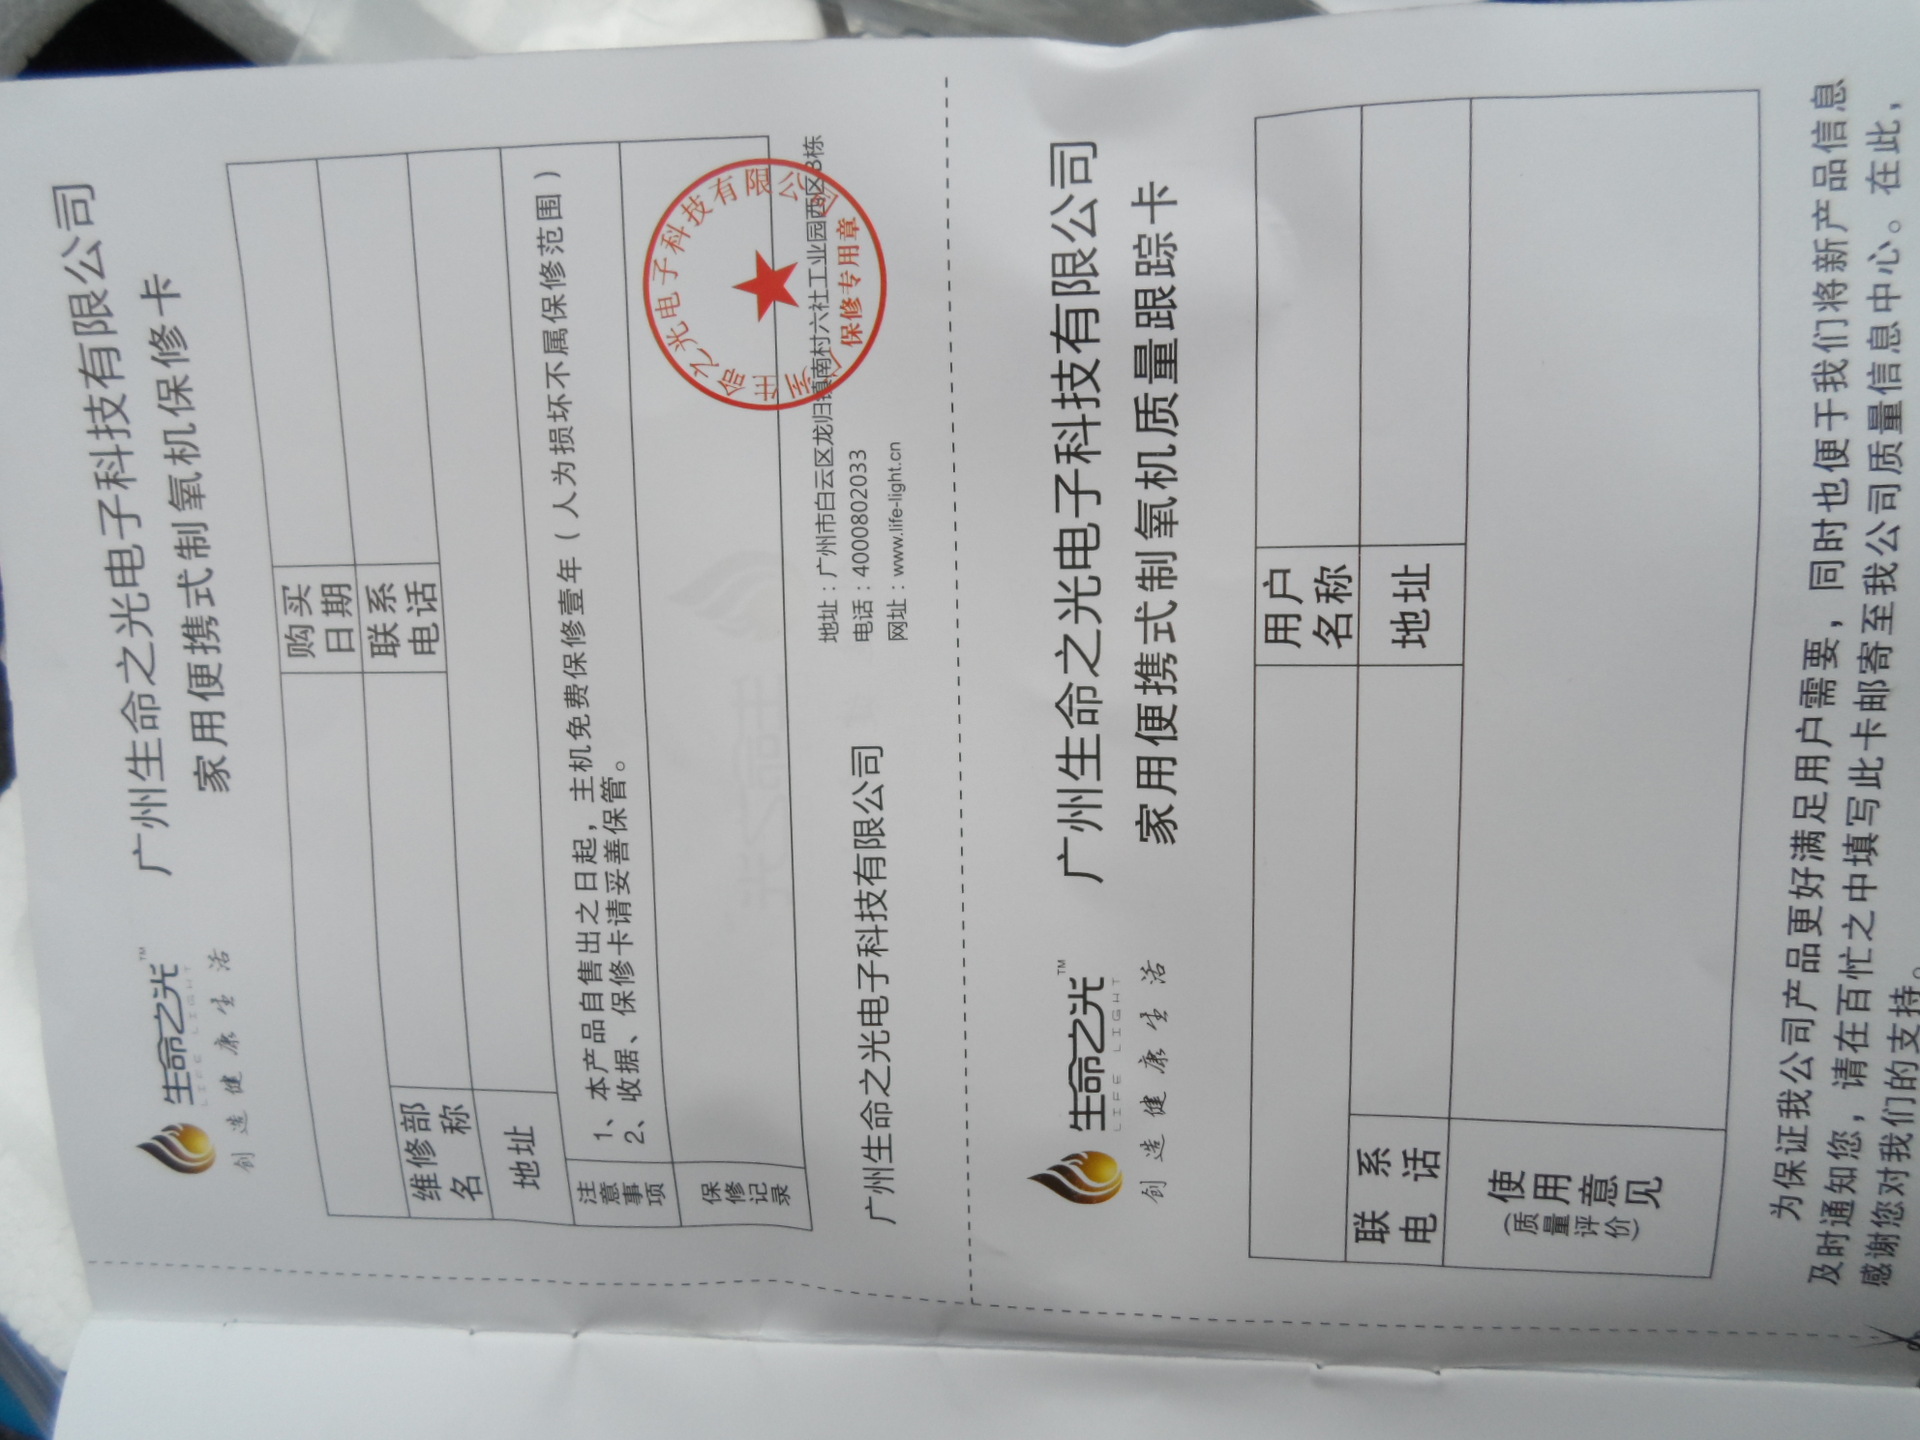 生命之光™
LIFE LIGHT
创造健康生活
广州生命之光电子科技有限公司
家用便携式制氧机保修卡
购买日期
维修部名称
联系电话
地址
注意事项
1、本产品自售出之日起，主机免费保修壹年（人为损坏不属保修范围）
2、收据、保修卡请妥善保管。
保修记录
命之光电子科技有限公司
保修专用章
广州生命之光电子科技有限公司
地址：广州市白云区龙归镇南村六社工业园西区8栋
电话：4000802033
网址：www.life-light.cn
生命之光™
LIFE LIGHT
创造健康生活
广州生命之光电子科技有限公司
家用便携式制氧机质量跟踪卡
用户名称
联系电话
地址
使用意见
（质量评价）
为保证我公司产品更好满足用户需要，同时也便于我们将新产品信息
及时通知您，请在百忙之中填写此卡邮寄至我公司质量信息中心。在此，
感谢您对我们的支持。